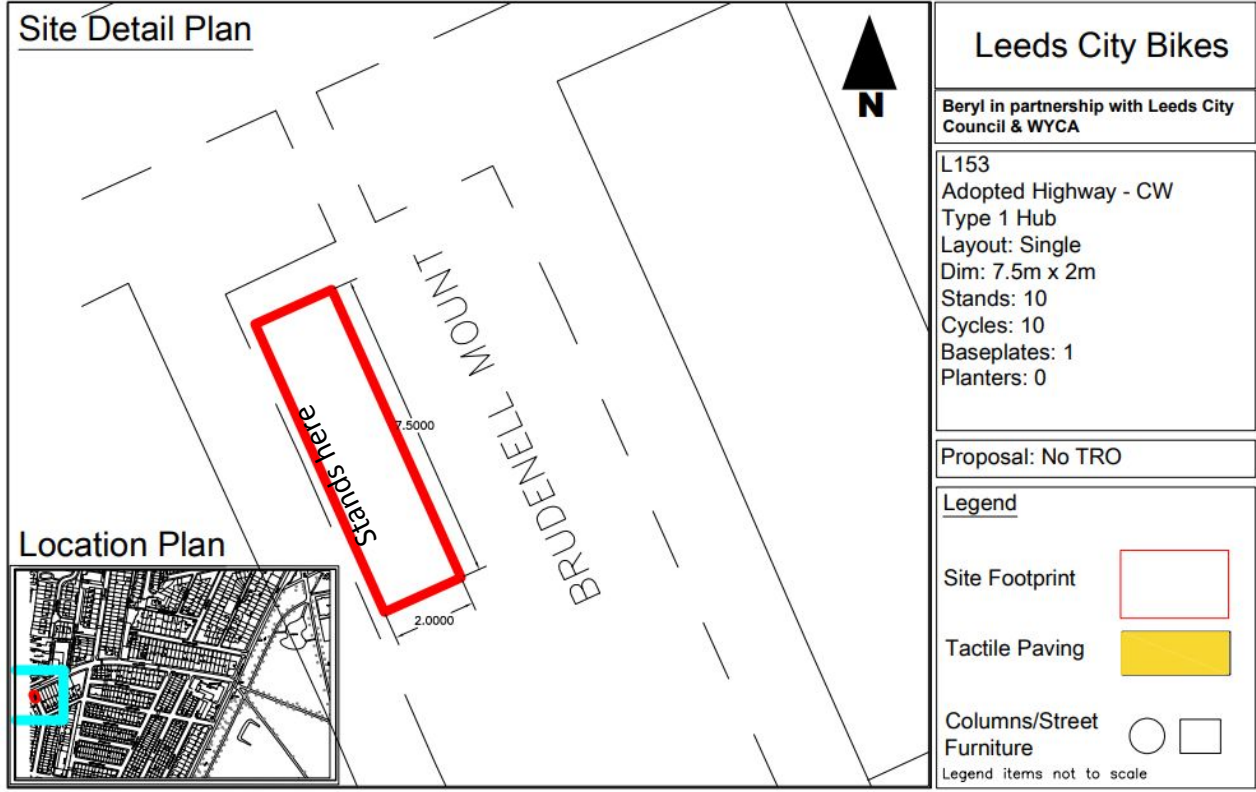 Site Detail Plan
N
BRUDENELL MOUNT
7.5000
Stands here
2.0000
Location Plan
Leeds City Bikes
Beryl in partnership with Leeds City
Council & WYCA
L153
Adopted Highway - CW
Type 1 Hub
Layout: Single
Dim: 7.5m x 2m
Stands: 10
Cycles: 10
Baseplates: 1
Planters: 0
Proposal: No TRO
Legend
Site Footprint
Tactile Paving
Columns/Street
Furniture
Legend items not to scale